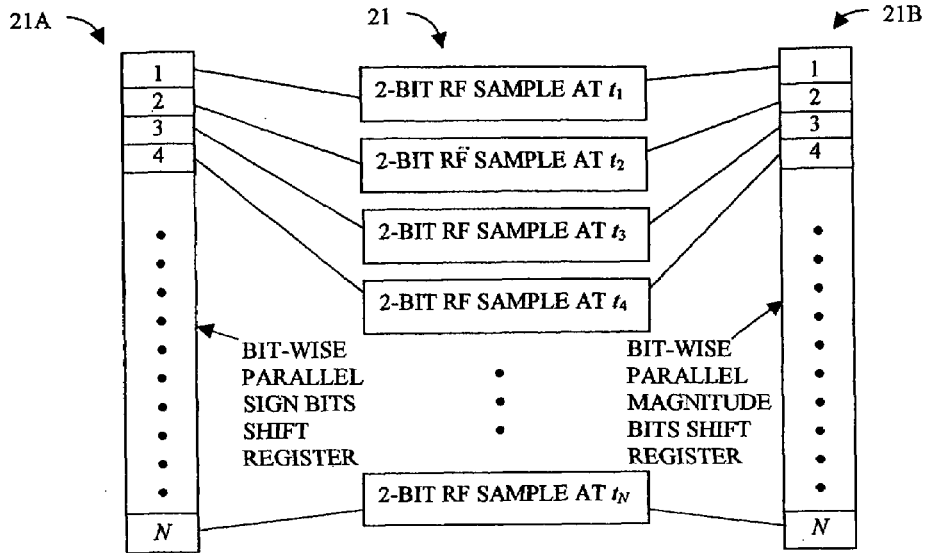 21A
21
21B
1
2
3
4
N
2-BIT RF SAMPLE AT t1
2-BIT RF SAMPLE AT t2
2-BIT RF SAMPLE AT t3
2-BIT RF SAMPLE AT t4
2-BIT RF SAMPLE AT tN
1
2
3
4
N
BIT-WISE
PARALLEL
SIGN BITS
SHIFT
REGISTER
BIT-WISE
PARALLEL
MAGNITUDE
BITS SHIFT
REGISTER